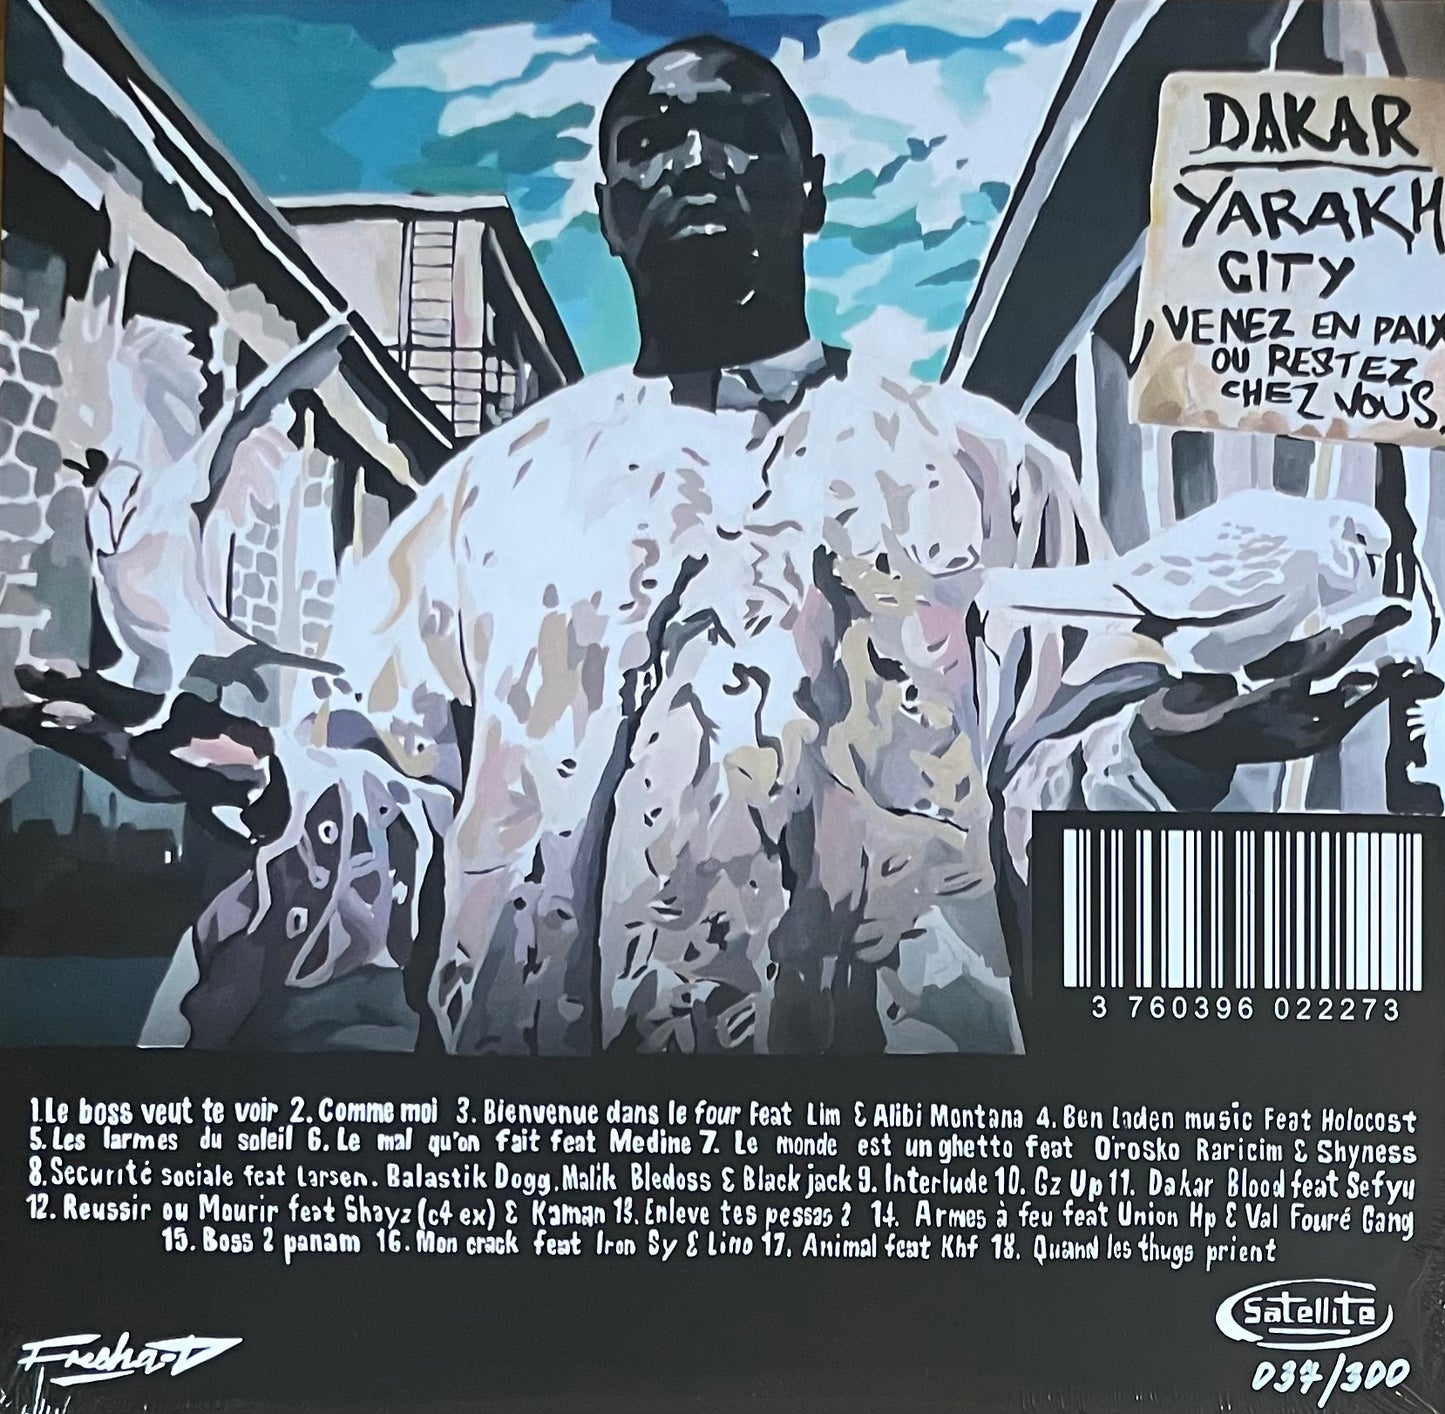 DAKAR
YARAKH
CITY
VENEZ EN PAIX
OU RESTEZ
CHEZ VOUS.
3 760396 022273
1.Le boss veut te voir 2. Comme moi 3. Bienvenue dans le four feat Lim & Alibi Montana 4. Ben Laden music Feat Holocost
5. Les larmes du soleil 6. Le mal qu'on fait feat Medine 7. Le monde est un ghetto feat O'rosko Raricim & Shyness
8. Securité sociale feat Larsen. Balastik Dogg. Malik Bledoss & Black jack 9. Interlude 10. Gz Up 11. Dakar Blood feat Sefyu
12. Reussir ou Mourir feat Shayz (c4 ex) & Kaman 13. Enleve tes pessas 2 14. Armes à feu feat Union Hp & Val Fouré Gang
15. Boss 2 panam 16. Mon crack feat Iron Sy & Lino 17. Animal feat Khf 18. Quand les thugs prient
Satellite
037/300